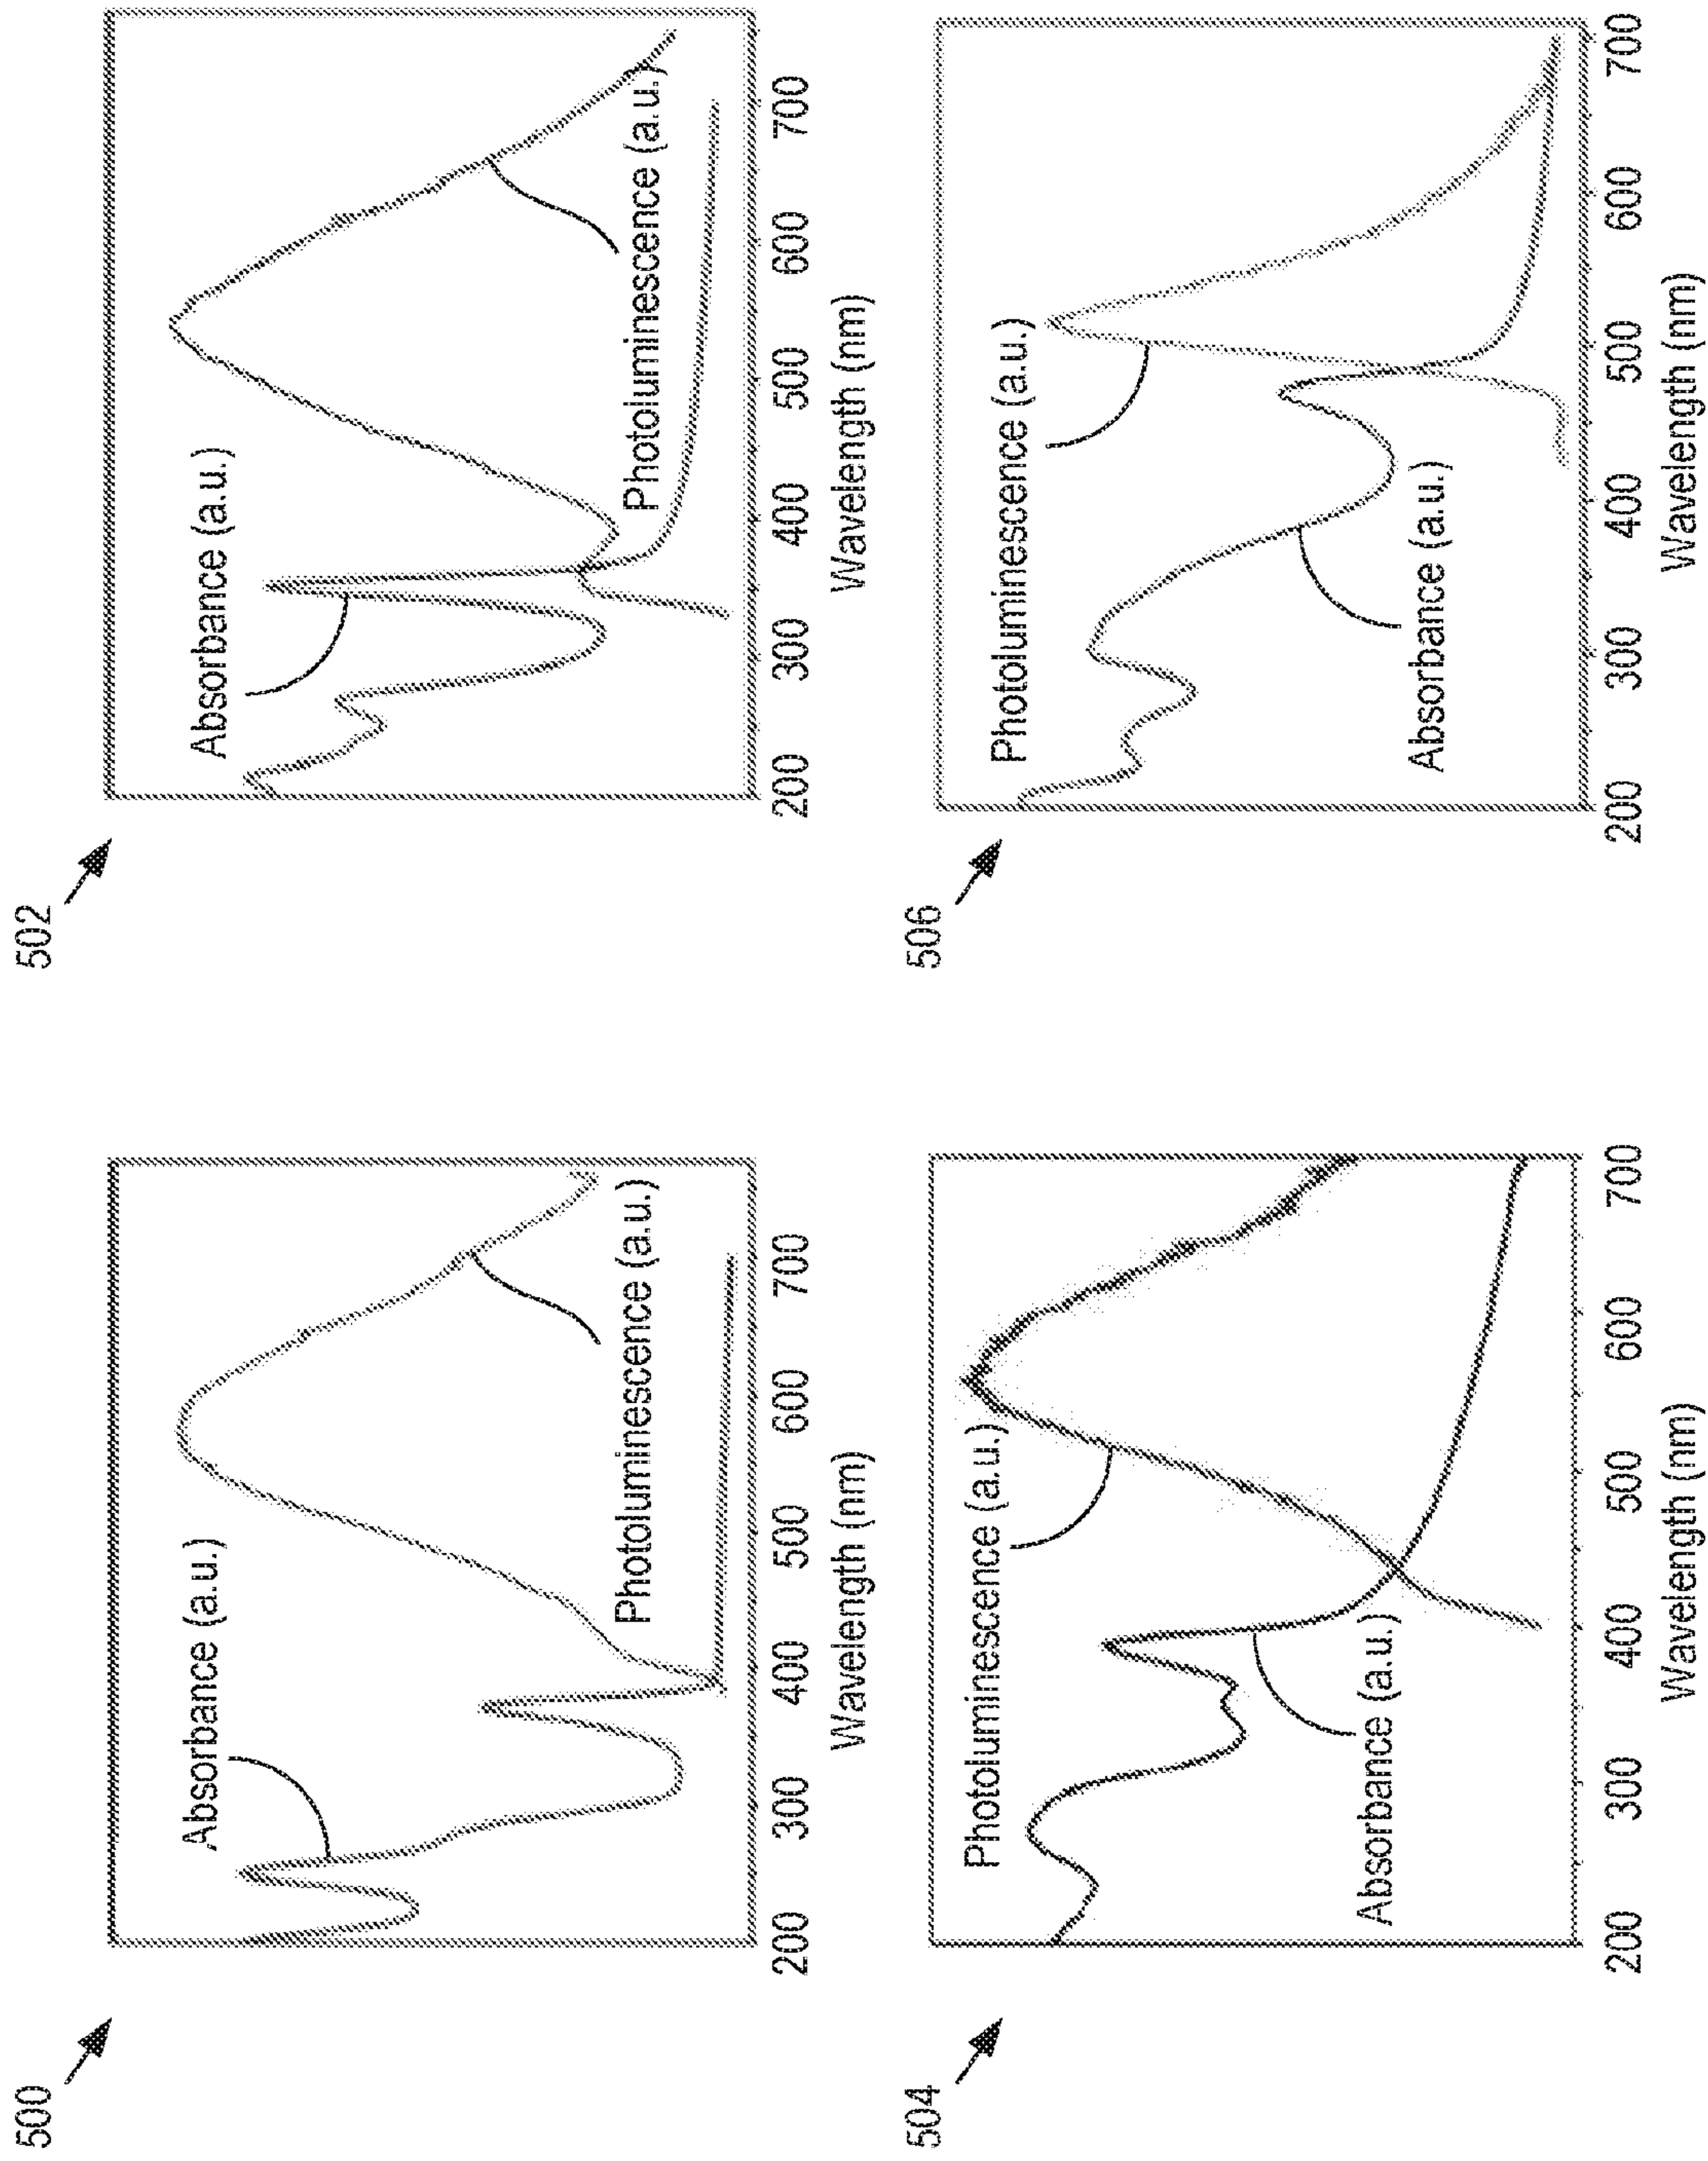 500
Absorbance (a.u.)
Photoluminescence (a.u.)
200 300 400 500 600 700
Wavelength (nm)
502
Absorbance (a.u.)
Photoluminescence (a.u.)
200 300 400 500 600 700
Wavelength (nm)
504
Photoluminescence (a.u.)
Absorbance (a.u.)
200 300 400 500 600 700
Wavelength (nm)
506
Photoluminescence (a.u.)
Absorbance (a.u.)
200 300 400 500 600 700
Wavelength (nm)